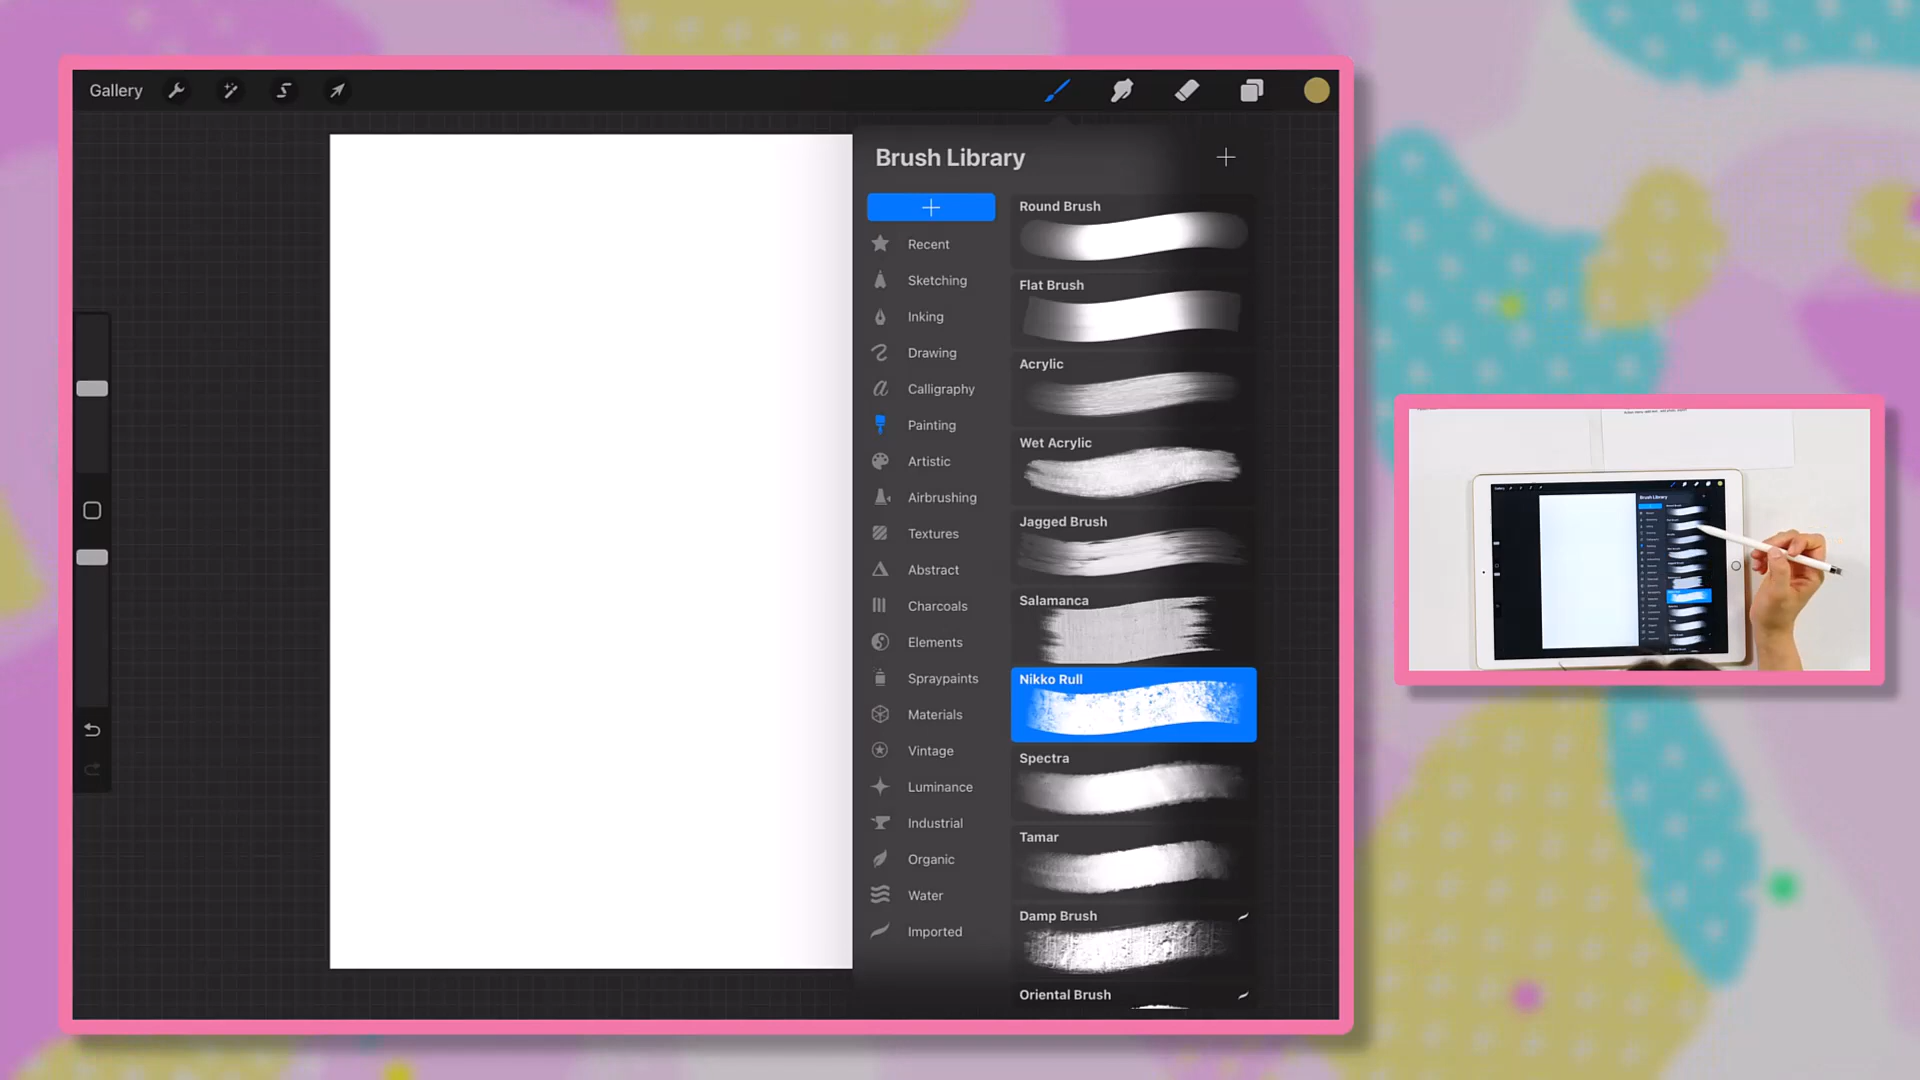 Gallery
Brush Library
Recent
Sketching
Inking
Drawing
Calligraphy
Painting
Artistic
Airbrushing
Textures
Abstract
Charcoals
Elements
Spraypaints
Materials
Vintage
Luminance
Industrial
Organic
Water
Imported
Round Brush
Flat Brush
Acrylic
Wet Acrylic
Jagged Brush
Salamanca
Nikko Rull
Spectra
Tamar
Damp Brush
Oriental Brush
Brush Library